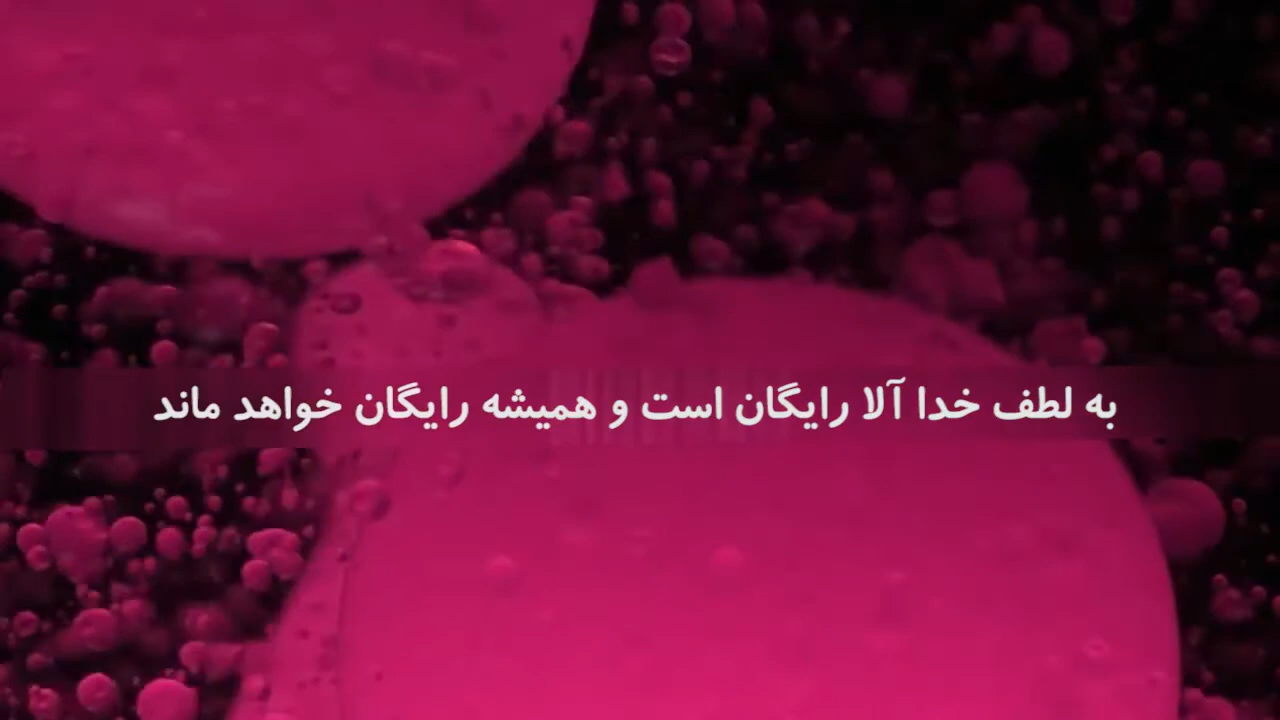 به لطف خدا آلا رایگان است و همیشه رایگان خواهد ماند